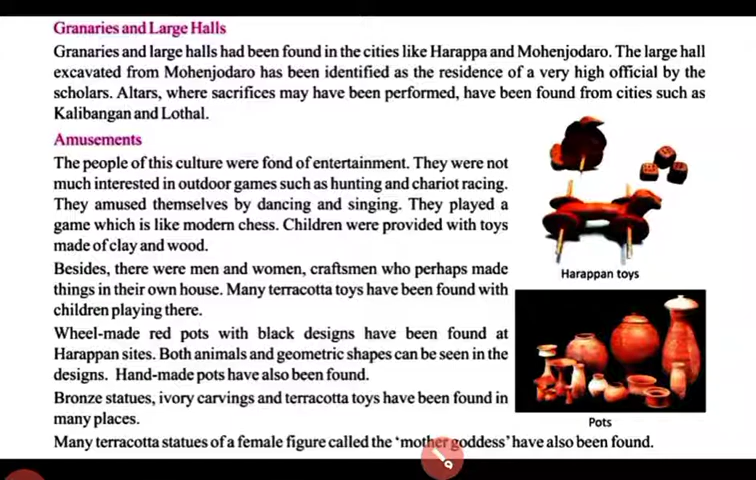 Granaries and Large Halls
Granaries and large halls had been found in the cities like Harappa and Mohenjodaro. The large hall
excavated from Mohenjodaro has been identified as the residence of a very high official by the
scholars. Altars, where sacrifices may have been performed, have been found from cities such as
Kalibangan and Lothal.
Amusements
The people of this culture were fond of entertainment. They were not
much interested in outdoor games such as hunting and chariot racing.
They amused themselves by dancing and singing. They played a
game which is like modern chess. Children were provided with toys
made of clay and wood.
Harappan toys
Besides, there were men and women, craftsmen who perhaps made
things in their own house. Many terracotta toys have been found with
children playing there.
Wheel-made red pots with black designs have been found at
Harappan sites. Both animals and geometric shapes can be seen in the
designs. Hand-made pots have also been found.
Bronze statues, ivory carvings and terracotta toys have been found in
many places.
Pots
Many terracotta statues of a female figure called the ‘mother goddess’ have also been found.